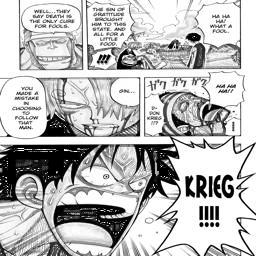 HA HA
HA!
WHAT A
FOOL.
THE SIN OF
GRATITUDE
BROUGHT
HIM TO THIS
STATE. AND
ALL FOR A
LITTLE
FOOD.
!!!
WELL...THEY
SAY DEATH IS
THE ONLY CURE
FOR FOOLS.
HA HA
HA!!
D-
DON
KRIEG
!?
GIN...
YOU
MADE A
MISTAKE
IN
CHOOSING
TO
FOLLOW
THAT
MAN.
KRIEG
!!!!